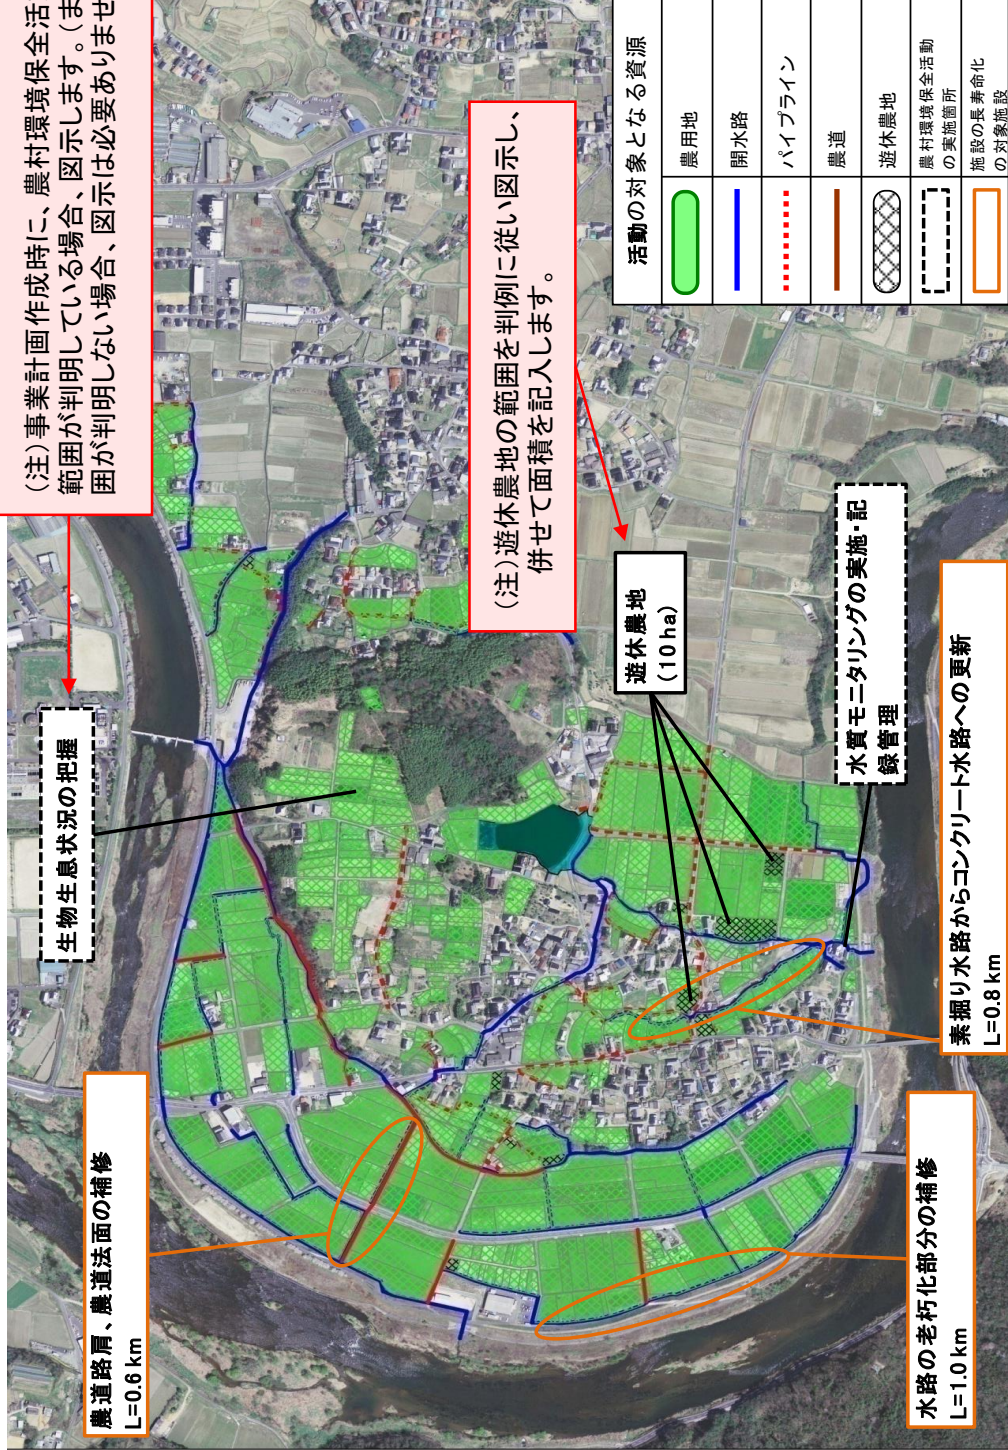 (注)事業計画作成時に、農村環境保全活
範囲が判明している場合、図示します。(ま
囲が判明しない場合、図示は必要ありませ
(注)遊休農地の範囲を判例に従い図示し、
併せて面積を記入します。
活動の対象となる資源
農用地
開水路
パイプライン
農道
遊休農地
農村環境保全活動
の実施箇所
施設の長寿命化
の対象施設
生物生息状況の把握
遊休農地
(10ha)
水質モニタリングの実施・記
録管理
農道路肩、農道法面の補修
L=0.6km
素掘り水路からコンクリート水路への更新
L=0.8km
水路の老朽化部分の補修
L=1.0km